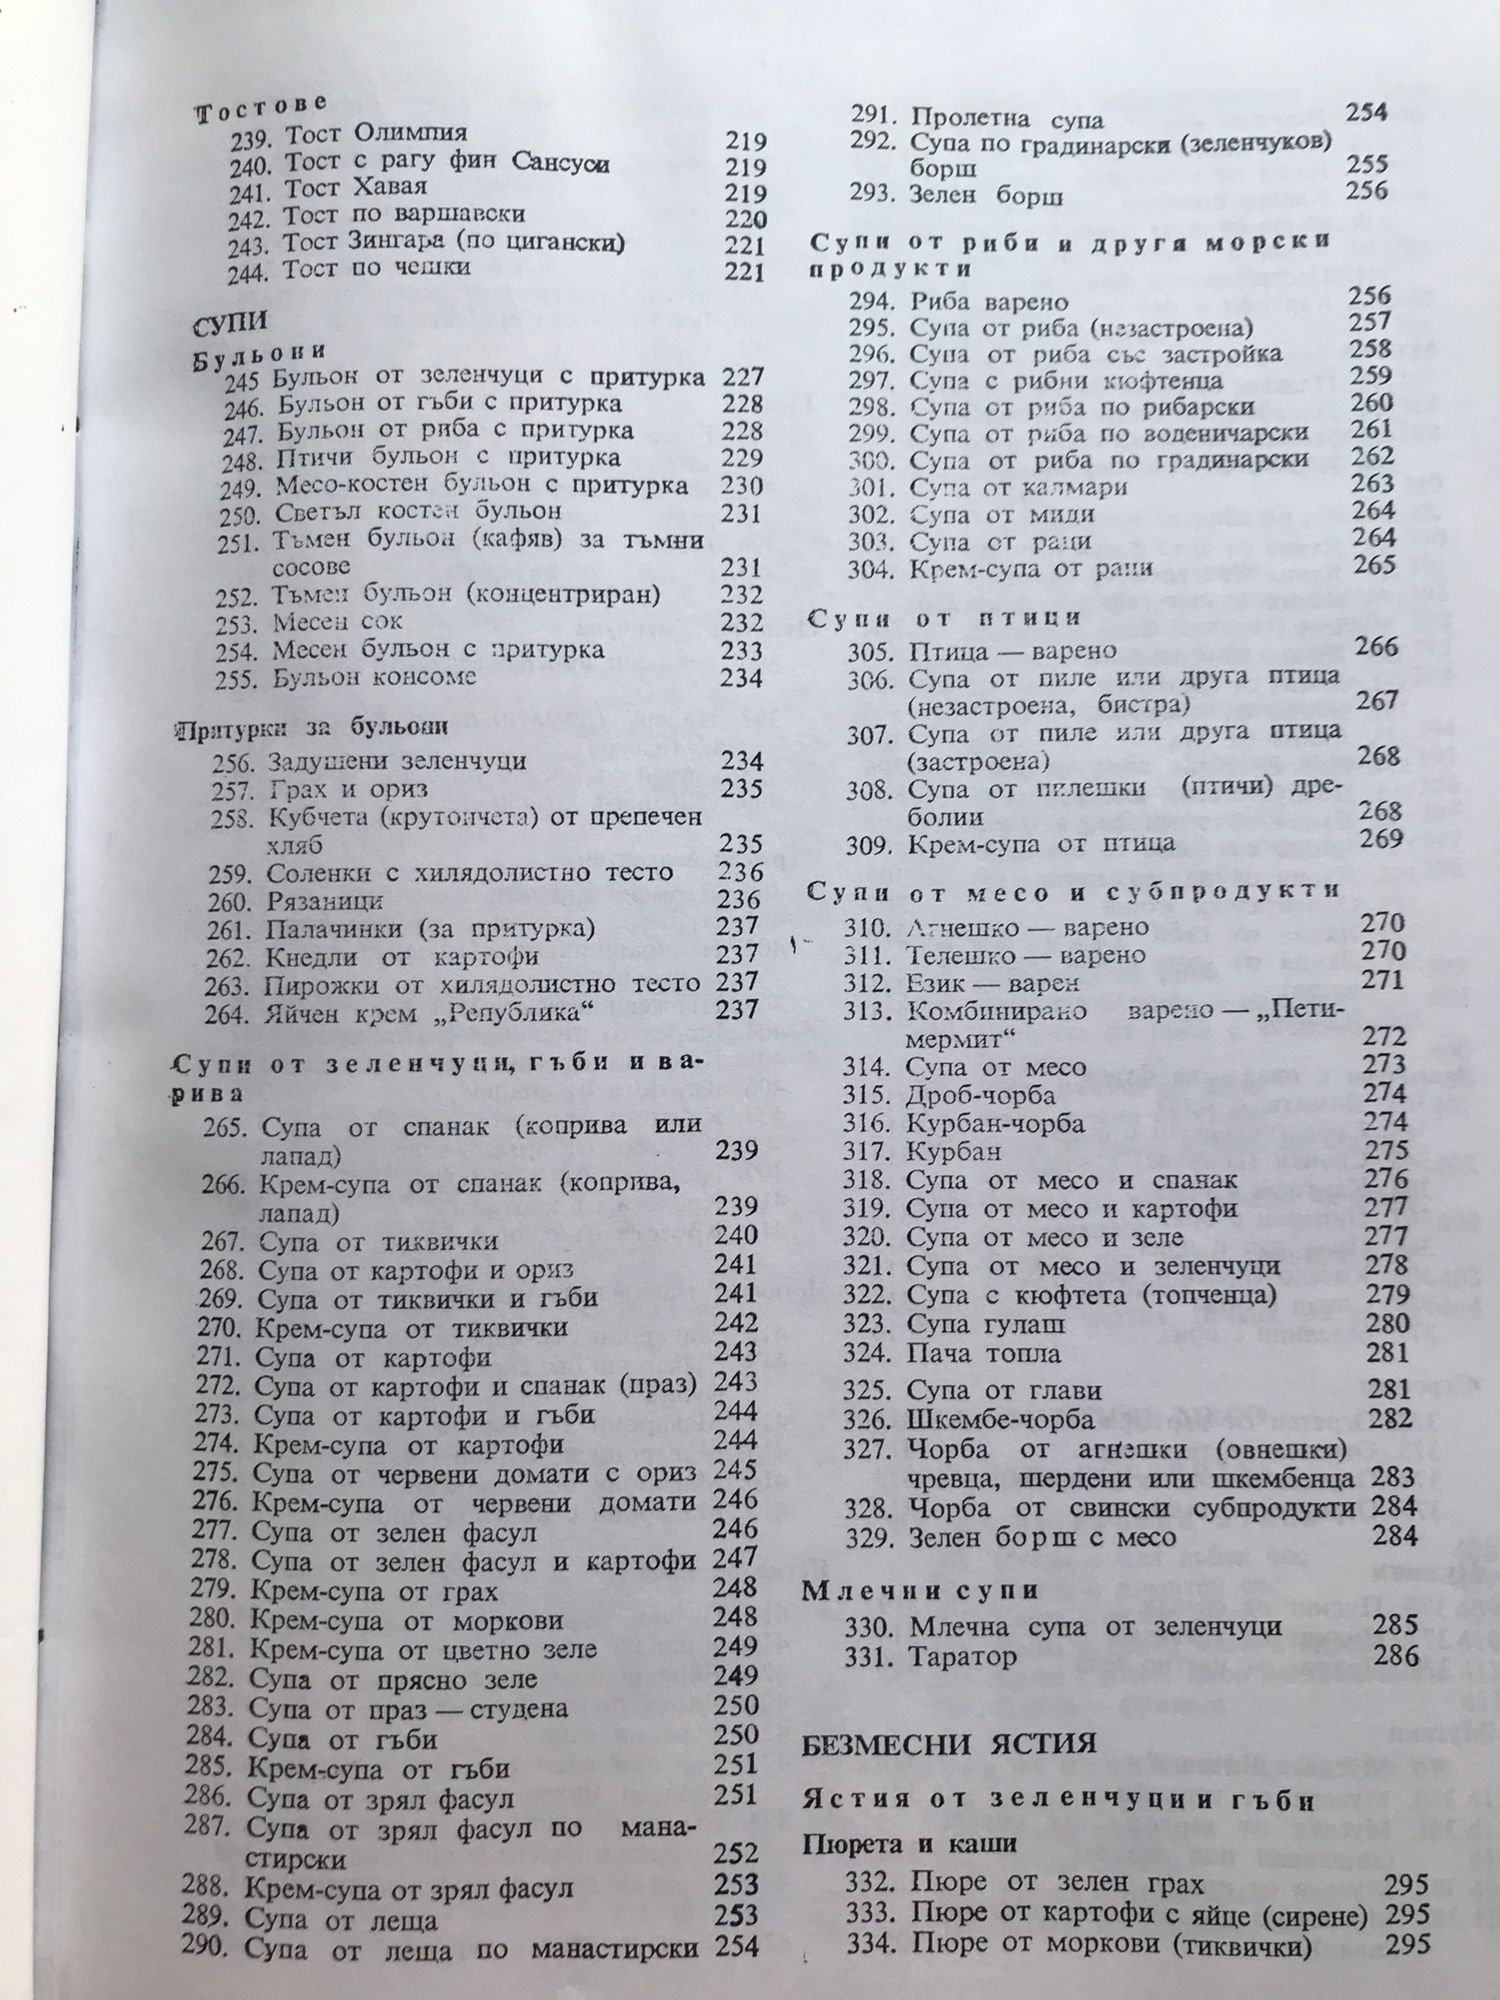 Тостове
239. Тост Олимпия 219
240. Тост с рагу фин Сансуси 219
241. Тост Хавая 219
242. Тост по варшавски 220
243. Тост Зингара (по цигански) 221
244. Тост по чешки 221
СУПИ
Бульони
245 Бульон от зеленчуци с притурка 227
246. Бульон от гъби с притурка 228
247. Бульон от риба с притурка 228
248. Птичи бульон с притурка 229
249. Месо-костен бульон с притурка 230
250. Светъл костен бульон 231
251. Тъмен бульон (кафяв) за тъмни
сосове 231
252. Тъмен бульон (концентриран) 232
253. Месен сок 232
254. Месен бульон с притурка 233
255. Бульон консоме 234
Притурки за бульони
256. Задушени зеленчуци 234
257. Грах и ориз 235
258. Кубчета (крутончета) от препечен
хляб 235
259. Соленки с хилядолистно тесто 236
260. Рязаници 236
261. Палачинки (за притурка) 237
262. Кнедли от картофи 237
263. Пирожки от хилядолистно тесто 237
264. Яйчен крем „Република“ 237
Супи от зеленчуци, гъби и ва-
рива
265. Супа от спанак (коприва или
лапад) 239
266. Крем-супа от спанак (коприва,
лапад) 239
267. Супа от тиквички 240
268. Супа от картофи и ориз 241
269. Супа от тиквички и гъби 241
270. Крем-супа от тиквички 242
271. Супа от картофи 243
272. Супа от картофи и спанак (праз) 243
273. Супа от картофи и гъби 244
274. Крем-супа от картофи 244
275. Супа от червени домати с ориз 245
276. Крем-супа от червени домати 246
277. Супа от зелен фасул 246
278. Супа от зелен фасул и картофи 247
279. Крем-супа от грах 248
280. Крем-супа от моркови 248
281. Крем-супа от цветно зеле 249
282. Супа от прясно зеле 249
283. Супа от праз — студена 250
284. Супа от гъби 250
285. Крем-супа от гъби 251
286. Супа от зрял фасул 251
287. Супа от зрял фасул по мана-
стирски 252
288. Крем-супа от зрял фасул 253
289. Супа от леща 253
290. Супа от леща по манастирски 254
291. Пролетна супа 254
292. Супа по градинарски (зеленчуков)
борш 255
293. Зелен борш 256
Супи от риби и другя морски
продукти
294. Риба варено 256
295. Супа от риба (незастроена) 257
296. Супа от риба със застройка 258
297. Супа с рибни кюфтенца 259
298. Супа от риба по рибарски 260
299. Супа от риба по воденичарски 261
300. Супа от риба по градинарски 262
301. Супа от калмари 263
302. Супа от миди 264
303. Супа от раци 264
304. Крем-супа от раци 265
Супи от птици
305. Птица — варено 266
306. Супа от пиле или друга птица
(незастроена, бистра) 267
307. Супа от пиле или друга птица
(застроена) 268
308. Супа от пилешки (птичи) дре-
болии 268
309. Крем-супа от птица 269
Супи от месо и субпродукти
310. Агнешко — варено 270
311. Телешко — варено 270
312. Език — варен 271
313. Комбинирано варено — „Пети-
мермит“ 272
314. Супа от месо 273
315. Дроб-чорба 274
316. Курбан-чорба 274
317. Курбан 275
318. Супа от месо и спанак 276
319. Супа от месо и картофи 277
320. Супа от месо и зеле 277
321. Супа от месо и зеленчуци 278
322. Супа с кюфтета (топченца) 279
323. Супа гулаш 280
324. Пача топла 281
325. Супа от глави 281
326. Шкембе-чорба 282
327. Чорба от агнешки (овнешки)
чревца, шердени или шкембенца 283
328. Чорба от свински субпродукти 284
329. Зелен борш с месо 284
Млечни супи
330. Млечна супа от зеленчуци 285
331. Таратор 286
БЕЗМЕСНИ ЯСТИЯ
Ястия от зеленчуци и гъби
Пюрета и каши
332. Пюре от зелен грах 295
333. Пюре от картофи с яйце (сирене) 295
334. Пюре от моркови (тиквички) 295